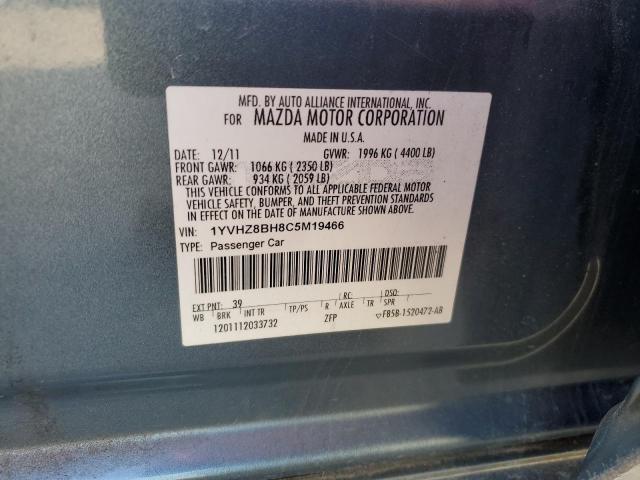 MFD. BY AUTO ALLIANCE INTERNATIONAL, INC.
FOR MAZDA MOTOR CORPORATION
MADE IN U.S.A.
DATE: 12/11 GVWR: 1996 KG ( 4400 LB)
FRONT GAWR: 1066 KG ( 2350 LB)
REAR GAWR: 934 KG ( 2059 LB)
THIS VEHICLE CONFORMS TO ALL APPLICABLE FEDERAL MOTOR
VEHICLE SAFETY, BUMPER, AND THEFT PREVENTION STANDARDS
IN EFFECT ON THE DATE OF MANUFACTURE SHOWN ABOVE.
VIN: 1YVHZ8BH8C5M19466
TYPE: Passenger Car
EXT PNT: 39 RC: DSO:
WB BRK INT TR TP/PS R AXLE TR SPR
1201112033732 ZFP F85B-1520472-AB